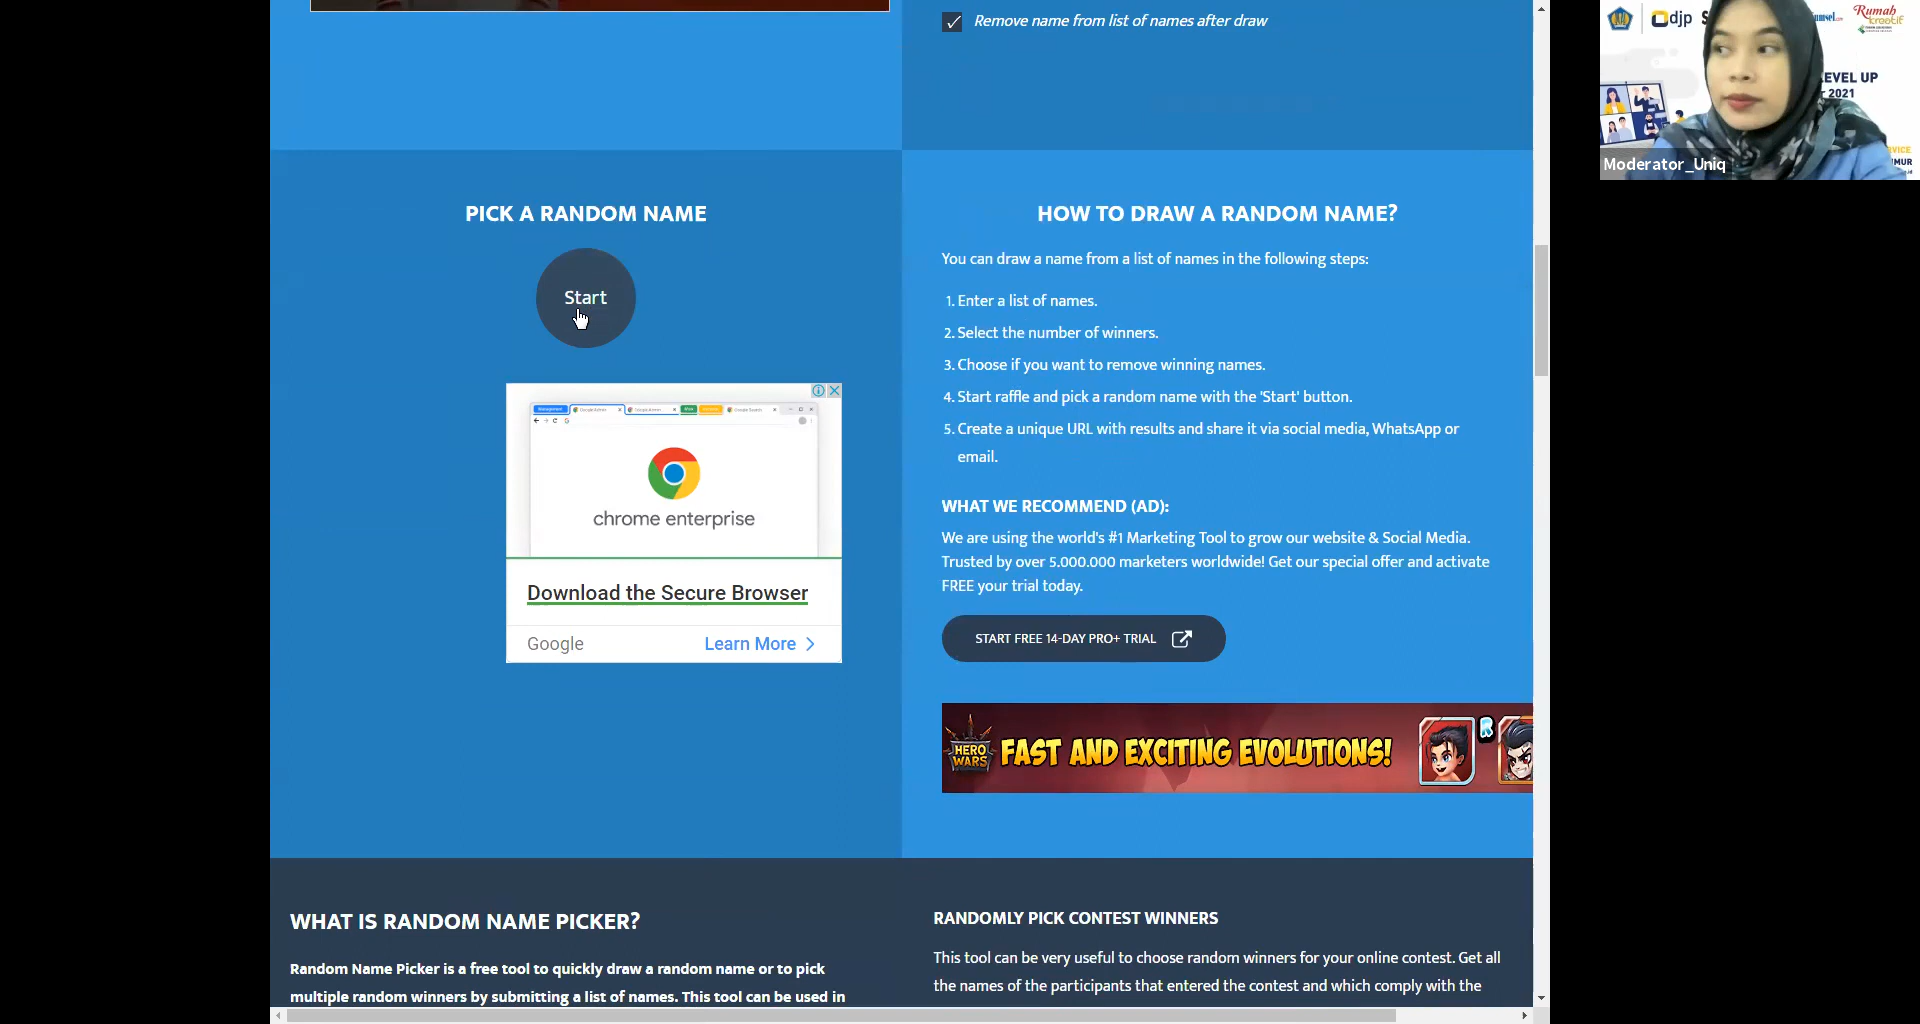 Remove name from list of names after draw
PICK A RANDOM NAME
Start
chrome enterprise
Download the Secure Browser
Google
Learn More
HOW TO DRAW A RANDOM NAME?
You can draw a name from a list of names in the following steps:
1. Enter a list of names.
2. Select the number of winners.
3. Choose if you want to remove winning names.
4. Start raffle and pick a random name with the 'Start' button.
5. Create a unique URL with results and share it via social media, WhatsApp or
email.
WHAT WE RECOMMEND (AD):
We are using the world's #1 Marketing Tool to grow our website & Social Media.
Trusted by over 5.000.000 marketers worldwide! Get our special offer and activate
FREE your trial today.
START FREE 14-DAY PRO+ TRIAL
HERO
WARS
FAST AND EXCITING EVOLUTIONS!
WHAT IS RANDOM NAME PICKER?
Random Name Picker is a free tool to quickly draw a random name or to pick
multiple random winners by submitting a list of names. This tool can be used in
RANDOMLY PICK CONTEST WINNERS
This tool can be very useful to choose random winners for your online contest. Get all
the names of the participants that entered the contest and which comply with the
djp
Rumah
kreatif
LEVEL UP
2021
Moderator_Uniq